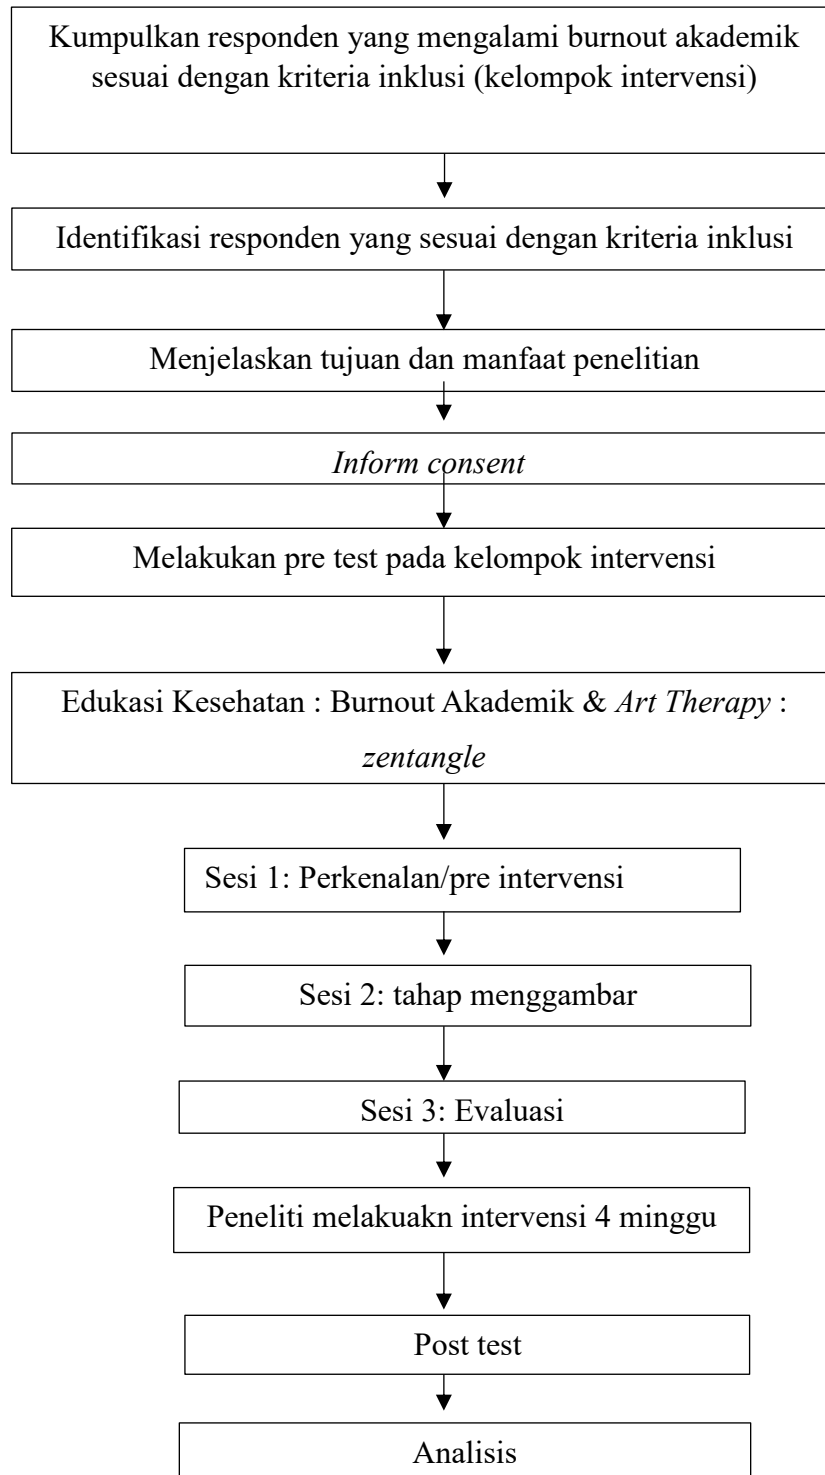 Kumpulkan responden yang mengalami burnout akademik
sesuai dengan kriteria inklusi (kelompok intervensi)
Identifikasi responden yang sesuai dengan kriteria inklusi
Menjelaskan tujuan dan manfaat penelitian
Inform consent
Melakukan pre test pada kelompok intervensi
Edukasi Kesehatan : Burnout Akademik & Art Therapy :
zentangle
Sesi 1: Perkenalan/pre intervensi
Sesi 2: tahap menggambar
Sesi 3: Evaluasi
Peneliti melakuakn intervensi 4 minggu
Post test
Analisis